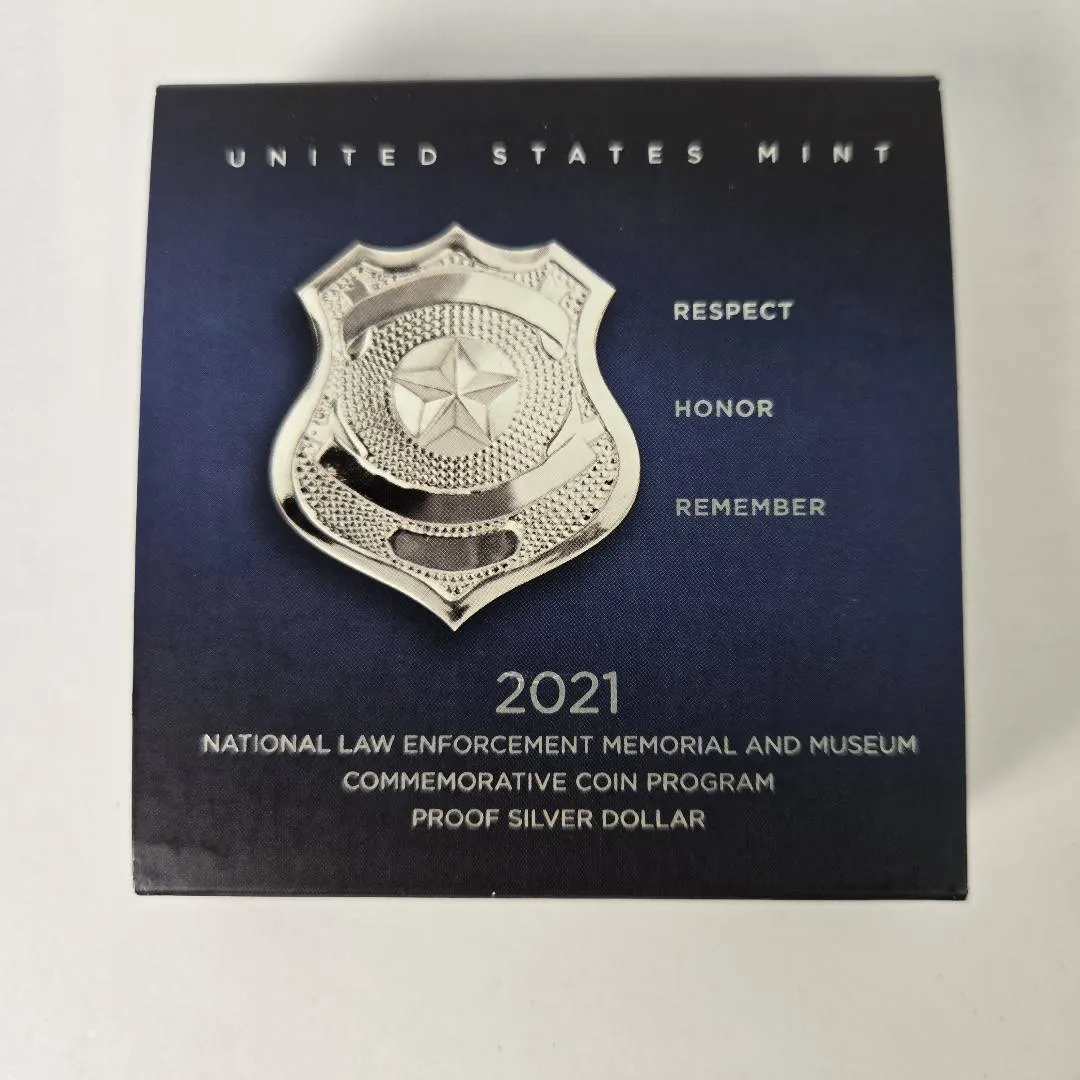 UNITED STATES MINT
RESPECT
HONOR
REMEMBER
2021
NATIONAL LAW ENFORCEMENT MEMORIAL AND MUSEUM
COMMEMORATIVE COIN PROGRAM
PROOF SILVER DOLLAR